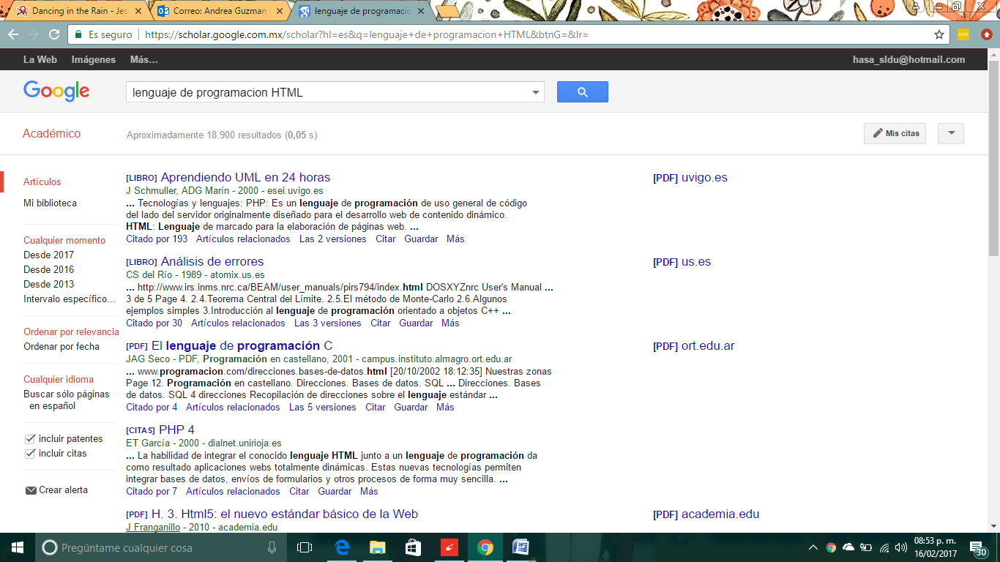 Dancing in the Rain - Jes
Correo: Andrea Guzman
lenguaje de programacio
Es seguro
https://scholar.google.com.mx/scholar?hl=es&q=lenguaje+de+programacion+HTML&btnG=&lr=
La Web Imágenes Más...
hasa_sldu@hotmail.com
Google
lenguaje de programacion HTML
Académico
Aproximadamente 18.900 resultados (0,05 s)
Mis citas
Artículos
Mi biblioteca
Cualquier momento
Desde 2017
Desde 2016
Desde 2013
Intervalo específico...
Ordenar por relevancia
Ordenar por fecha
Cualquier idioma
Buscar sólo páginas
en español
incluir patentes
incluir citas
Crear alerta
[LIBRO] Aprendiendo UML en 24 horas
[PDF] uvigo.es
J Schmuller, ADG Marín - 2000 - esei.uvigo.es
... Tecnologías y lenguajes: PHP: Es un lenguaje de programación de uso general de código
del lado del servidor originalmente diseñado para el desarrollo web de contenido dinámico.
HTML: Lenguaje de marcado para la elaboración de páginas web. ...
Citado por 193 Artículos relacionados Las 2 versiones Citar Guardar Más
[LIBRO] Análisis de errores
[PDF] us.es
CS del Río - 1989 - atomix.us.es
... http://www.irs.inms.nrc.ca/BEAM/user_manuals/pirs794/index.html DOSXYZnrc User's Manual ...
3 de 5 Page 4. 2.4.Teorema Central del Límite. 2.5.El método de Monte-Carlo 2.6.Algunos
ejemplos simples 3.Introducción al lenguaje de programación orientado a objetos C++ ...
Citado por 30 Artículos relacionados Las 3 versiones Citar Guardar Más
[PDF] El lenguaje de programación C
[PDF] ort.edu.ar
JAG Seco - PDF, Programación en castellano, 2001 - campus.instituto.almagro.ort.edu.ar
... www.programacion.com/direcciones.bases-de-datos.html [20/10/2002 18:12:35] Nuestras zonas
Page 12. Programación en castellano. Direcciones. Bases de datos. SQL ... Direcciones. Bases
de datos. SQL 4 direcciones Recopilación de direcciones sobre el lenguaje estándar ...
Citado por 4 Artículos relacionados Las 5 versiones Citar Guardar Más
[CITAS] PHP 4
ET García - 2000 - dialnet.unirioja.es
... La habilidad de integrar el conocido lenguaje HTML junto a un lenguaje de programación da
como resultado aplicaciones webs totalmente dinámicas. Estas nuevas tecnologías permiten
integrar bases de datos, envíos de formularios y otros procesos de forma muy sencilla. ...
Citado por 7 Artículos relacionados Citar Guardar Más
[PDF] H. 3. Html5: el nuevo estándar básico de la Web
[PDF] academia.edu
J Franganillo - 2010 - academia.edu
Pregúntame cualquier cosa
08:53 p. m.
16/02/2017
30